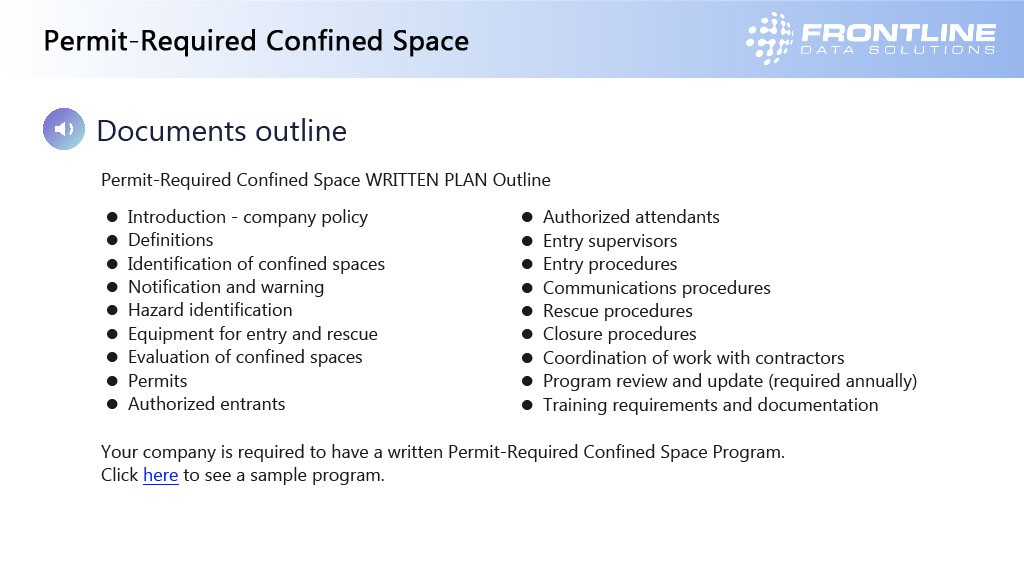 Permit-Required Confined Space
FRONTLINE
DATA SOLUTIONS
Documents outline
Permit-Required Confined Space WRITTEN PLAN Outline
● Introduction - company policy
● Definitions
● Identification of confined spaces
● Notification and warning
● Hazard identification
● Equipment for entry and rescue
● Evaluation of confined spaces
● Permits
● Authorized entrants
● Authorized attendants
● Entry supervisors
● Entry procedures
● Communications procedures
● Rescue procedures
● Closure procedures
● Coordination of work with contractors
● Program review and update (required annually)
● Training requirements and documentation
Your company is required to have a written Permit-Required Confined Space Program.
Click here to see a sample program.